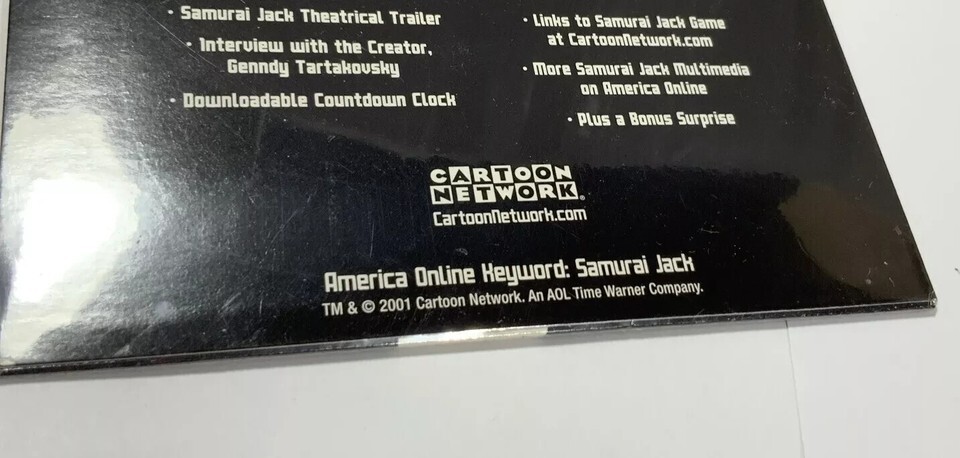 • Samurai Jack Theatrical Trailer
• Interview with the Creator,
Genndy Tartakovsky
• Downloadable Countdown Clock
• Links to Samurai Jack Game
at CartoonNetwork.com
• More Samurai Jack Multimedia
on America Online
• Plus a Bonus Surprise
CARTOON
NETWORK®
CartoonNetwork.com
America Online Keyword: Samurai Jack
TM & © 2001 Cartoon Network. An AOL Time Warner Company.